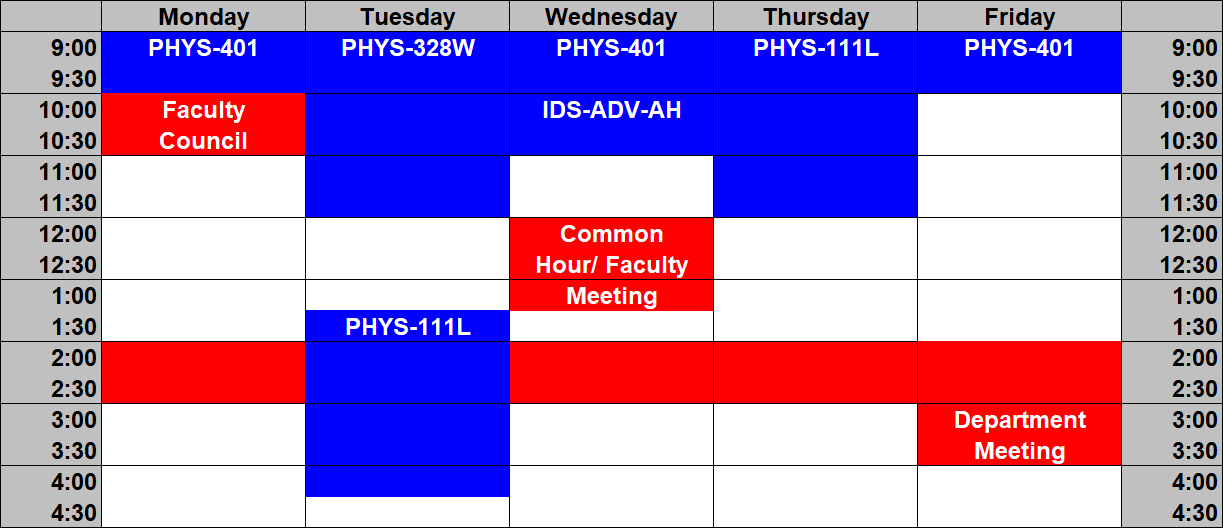 Monday Tuesday Wednesday Thursday Friday
9:00 PHYS-401 PHYS-328W PHYS-401 PHYS-111L PHYS-401 9:00
9:30 9:30
10:00 Faculty IDS-ADV-AH 10:00
10:30 Council 10:30
11:00 11:00
11:30 11:30
12:00 Common 12:00
12:30 Hour/ Faculty 12:30
1:00 Meeting 1:00
1:30 PHYS-111L 1:30
2:00 2:00
2:30 2:30
3:00 Department 3:00
3:30 Meeting 3:30
4:00 4:00
4:30 4:30